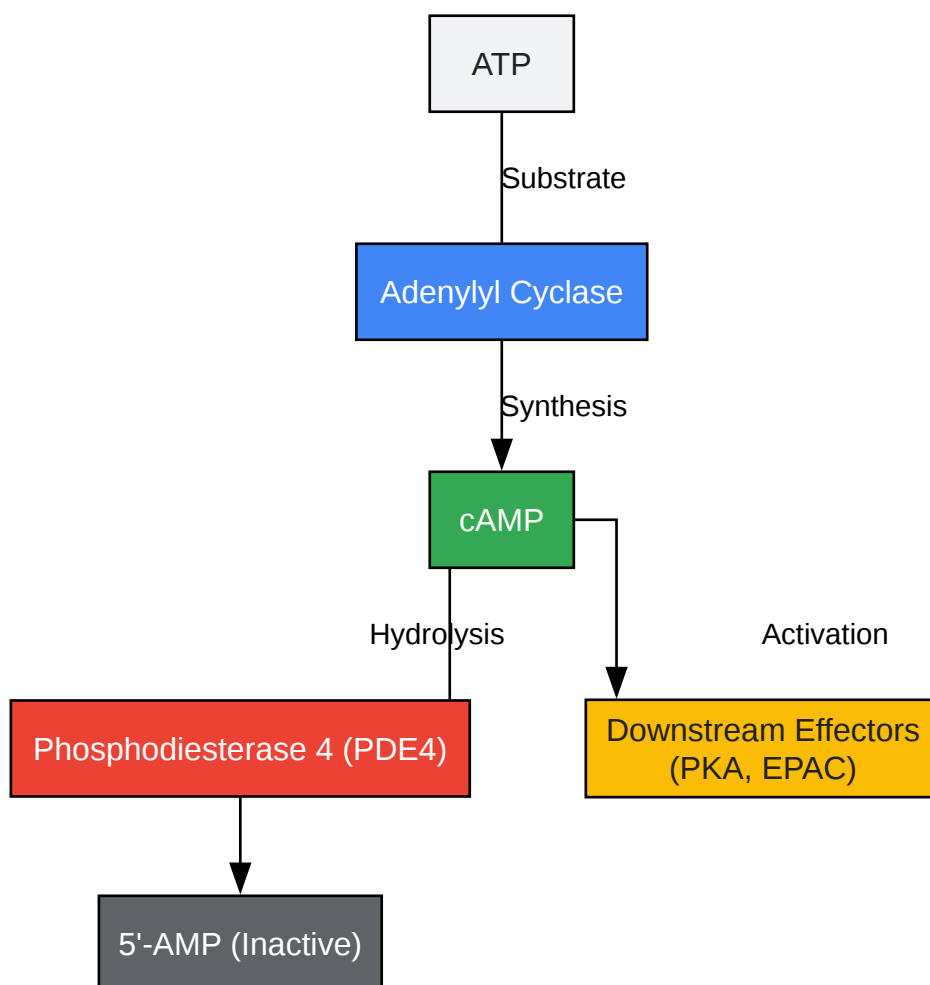 ATP
Substrate
Adenylyl Cyclase
Synthesis
cAMP
Hydrolysis
Activation
Phosphodiesterase 4 (PDE4)
Downstream Effectors
(PKA, EPAC)
5'-AMP (Inactive)